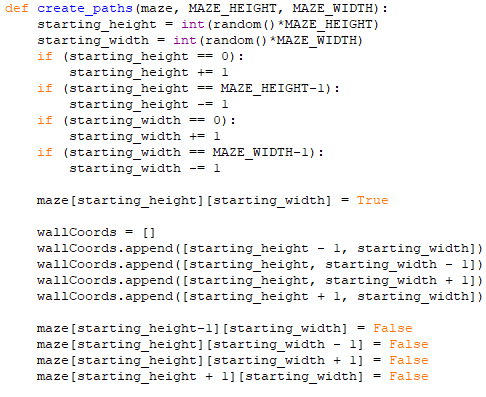 def create_paths(maze, MAZE_HEIGHT, MAZE_WIDTH):
    starting_height = int(random()*MAZE_HEIGHT)
    starting_width = int(random()*MAZE_WIDTH)
    if (starting_height == 0):
        starting_height += 1
    if (starting_height == MAZE_HEIGHT-1):
        starting_height -= 1
    if (starting_width == 0):
        starting_width += 1
    if (starting_width == MAZE_WIDTH-1):
        starting_width -= 1

    maze[starting_height][starting_width] = True

    wallCoords = []
    wallCoords.append([starting_height - 1, starting_width])
    wallCoords.append([starting_height, starting_width - 1])
    wallCoords.append([starting_height, starting_width + 1])
    wallCoords.append([starting_height + 1, starting_width])

    maze[starting_height-1][starting_width] = False
    maze[starting_height][starting_width - 1] = False
    maze[starting_height][starting_width + 1] = False
    maze[starting_height + 1][starting_width] = False